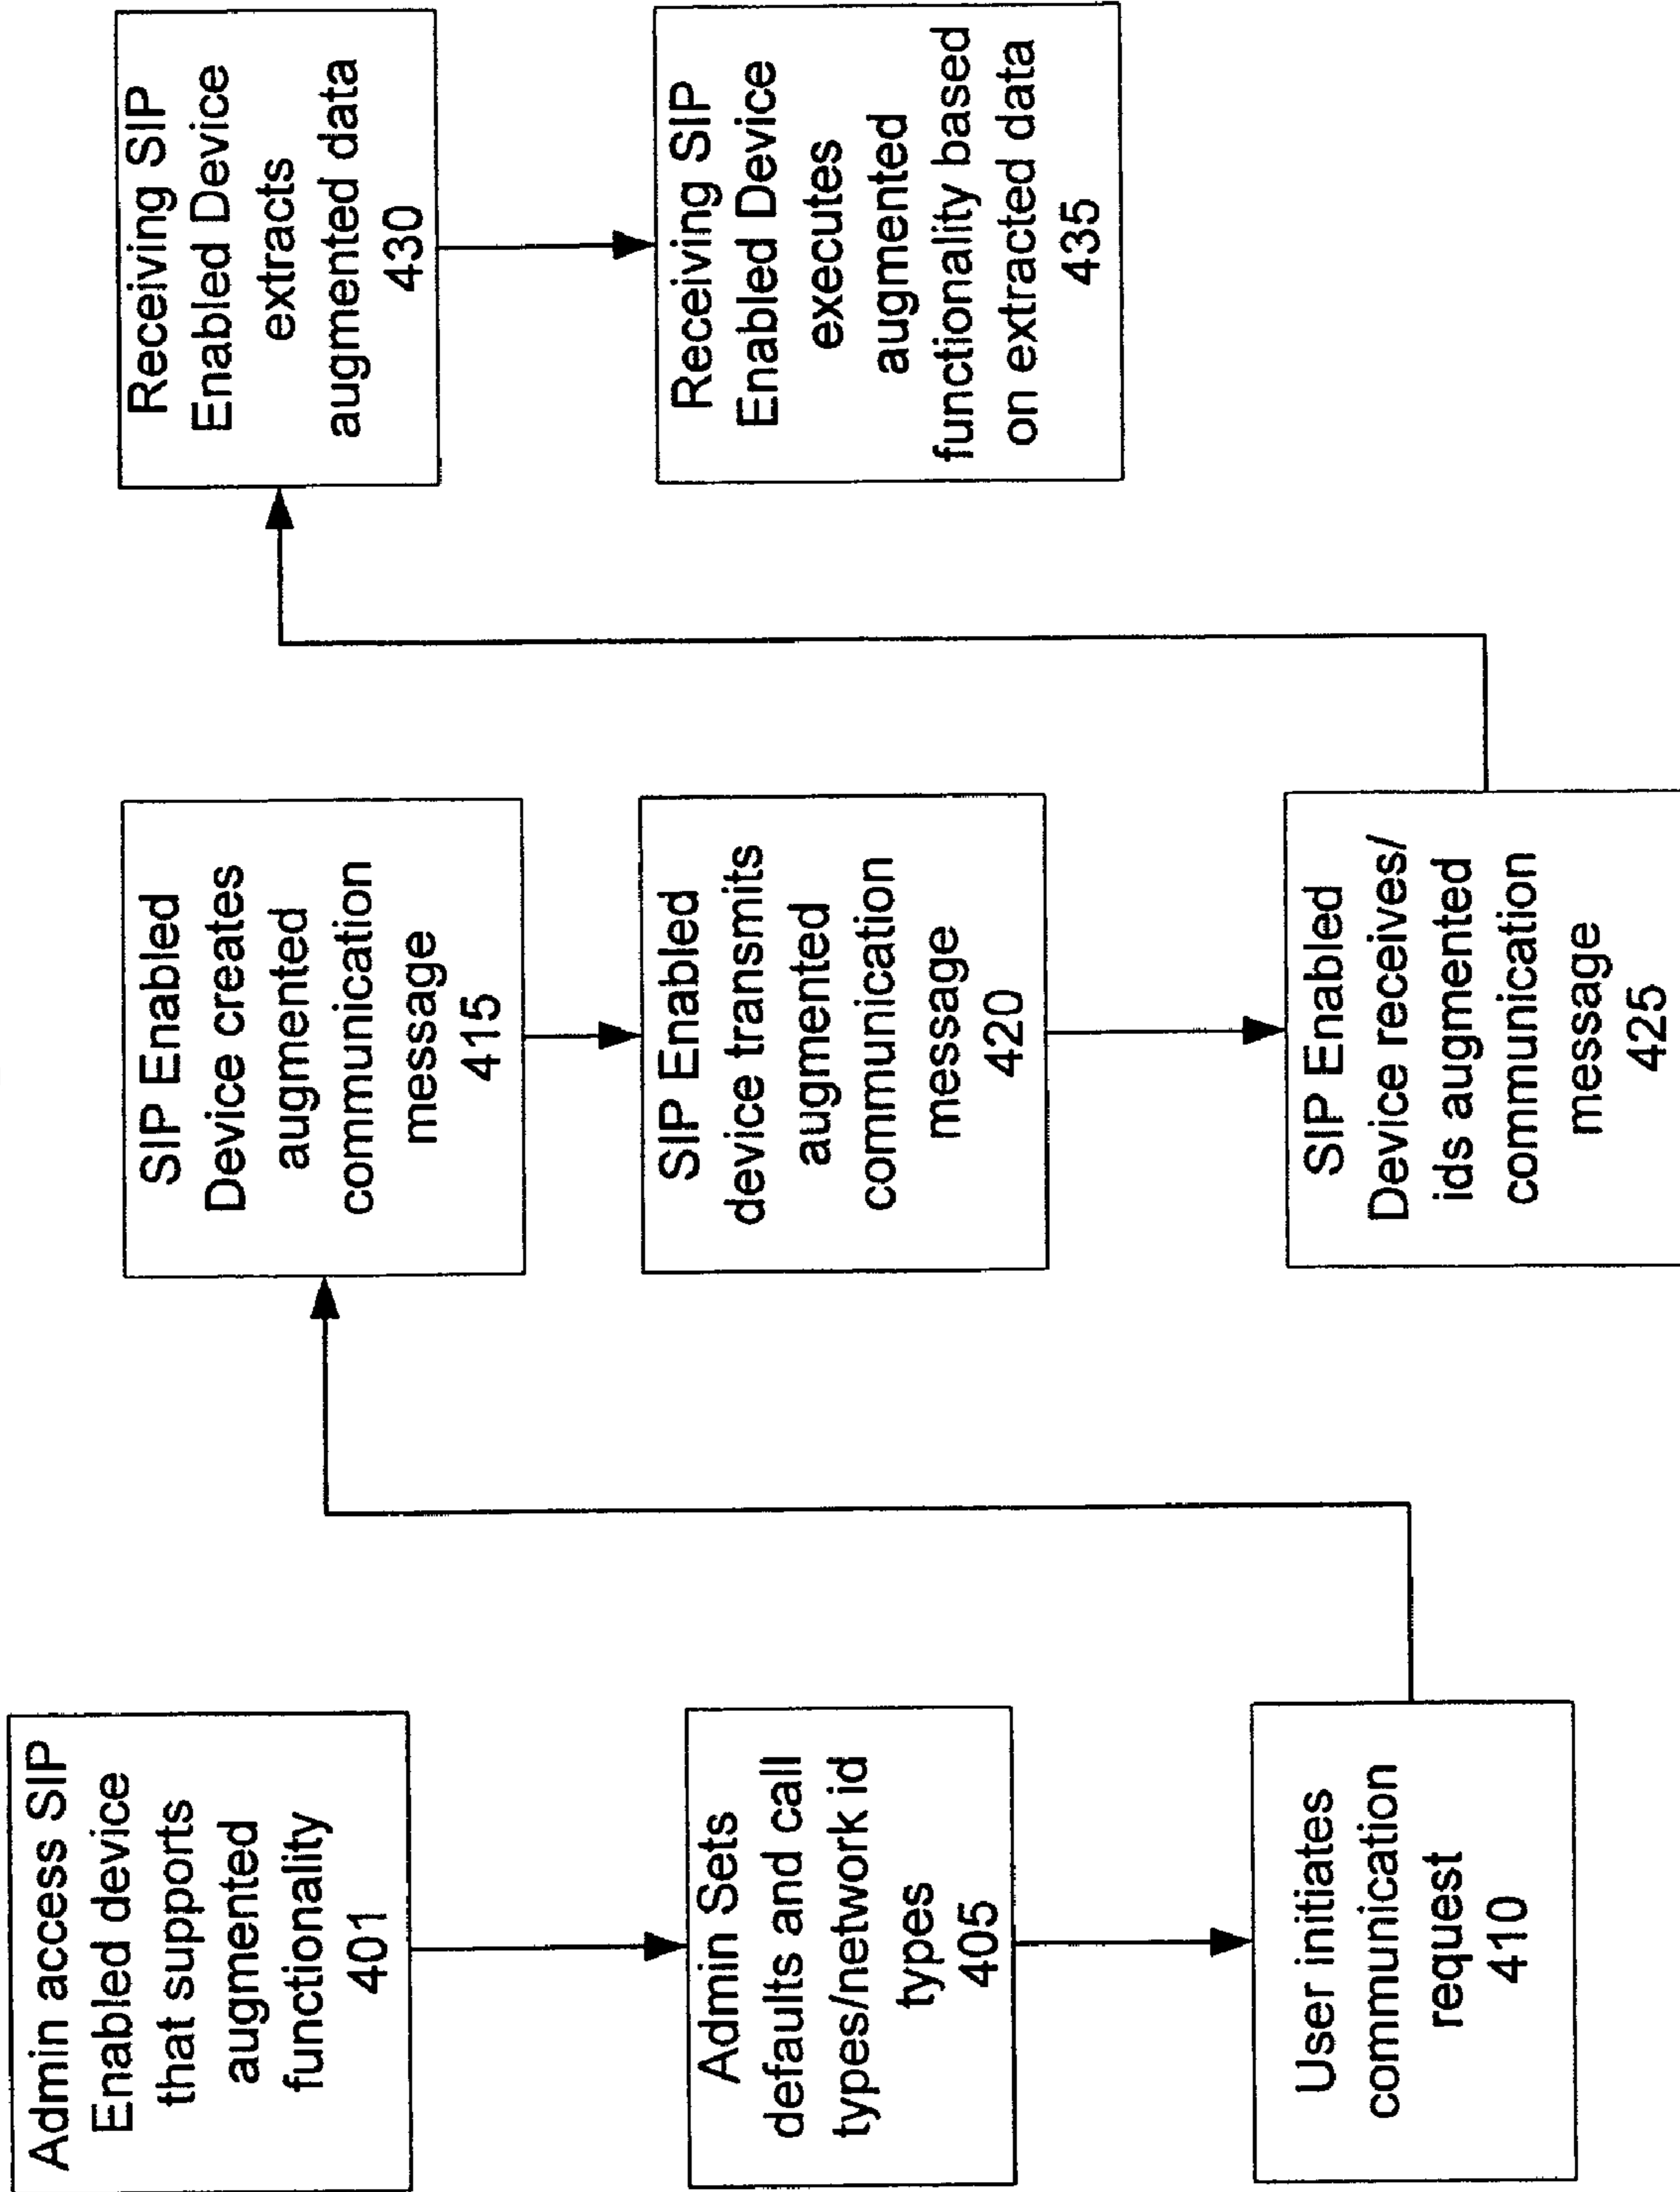 Admin access SIP
Enabled device
that supports
augmented
functionality
401
Admin Sets
defaults and call
types/network id
types
405
User initiates
communication
request
410
SIP Enabled
Device creates
augmented
communication
message
415
SIP Enabled
device transmits
augmented
communication
message
420
SIP Enabled
Device receives/
ids augmented
communication
message
425
Receiving SIP
Enabled Device
extracts
augmented data
430
Receiving SIP
Enabled Device
executes
augmented
functionality based
on extracted data
435